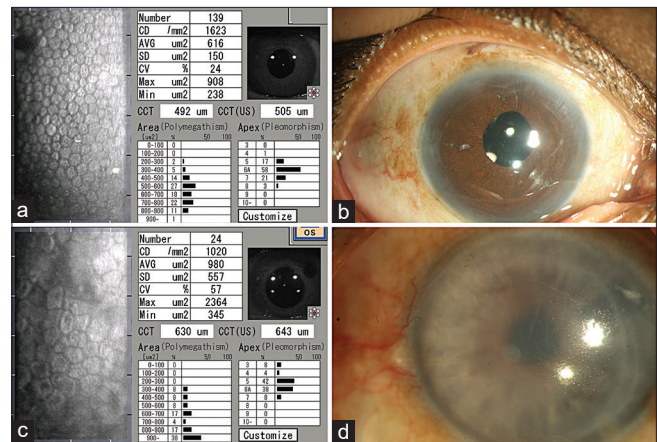 Number 139
CD /mm2 1623
AVG um2 616
SD um2 150
CV % 24
Max um2 908
Min um2 238
CCT 492 um CCT(US) 505 um
Area(Polymegathism) Apex(Pleomorphism)
[um2] % 50 100 % 50 100
0-100 0 3 0
100-200 0 4 1
200-300 2 5 17
300-400 5 6A 58
400-500 14 7 21
500-600 27 8 3
600-700 18 9 0
700-800 22 10- 0
800-900 11
900- 1
Customize
a
b
OS
Number 24
CD /mm2 1020
AVG um2 980
SD um2 557
CV % 57
Max um2 2364
Min um2 345
CCT 630 um CCT(US) 643 um
Area(Polymegathism) Apex(Pleomorphism)
[um2] % 50 100 % 50 100
0-100 0 3 8
100-200 0 4 4
200-300 0 5 42
300-400 8 6A 38
400-500 8 7 8
500-600 8 8 0
600-700 17 9 0
700-800 4 10- 0
800-900 17
900- 38
Customize
c
d